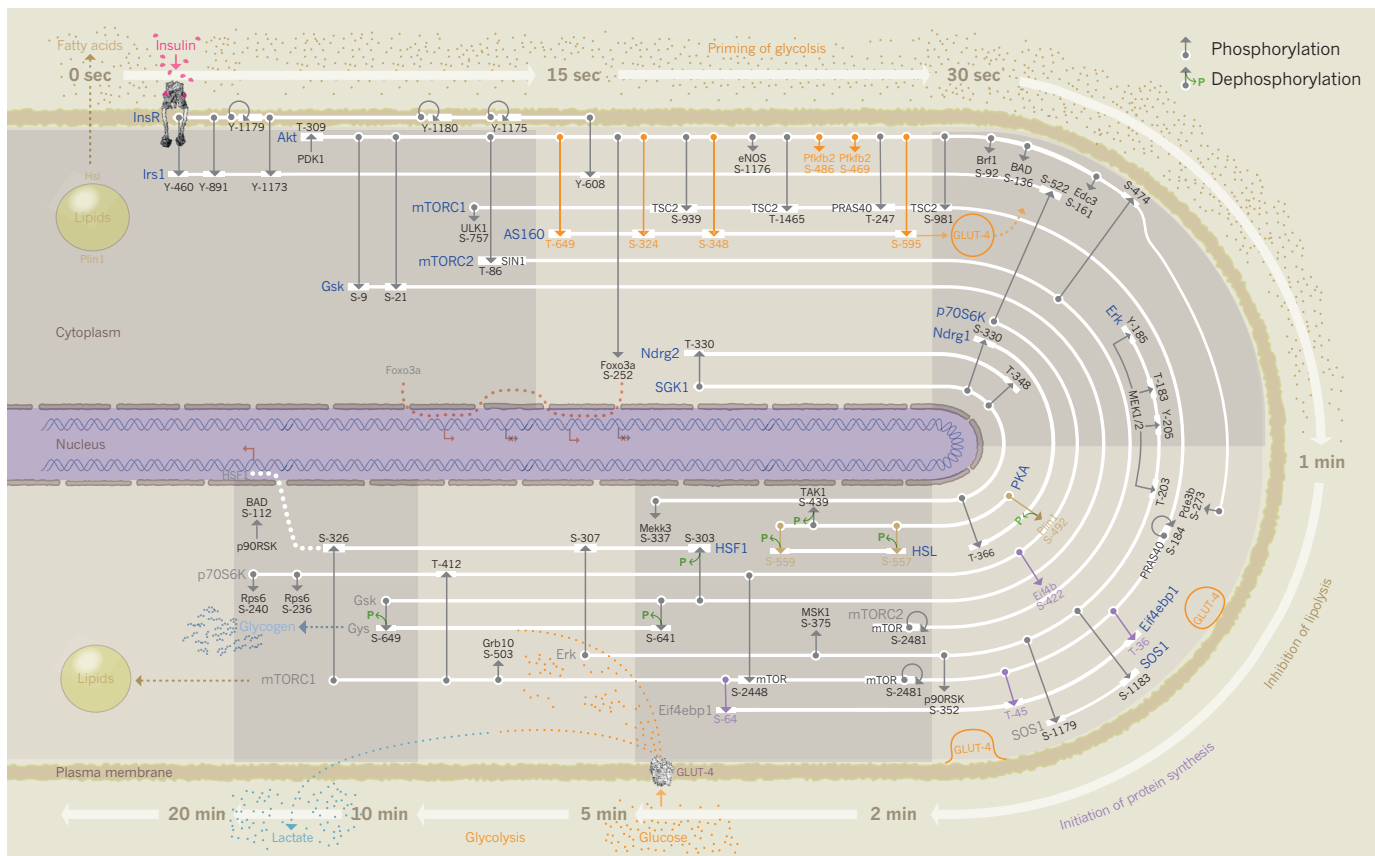 Fatty acids
Insulin
Priming of glycolsis
Phosphorylation
Dephosphorylation
P
0 sec
15 sec
30 sec
InsR
Y-1179
Y-1180
Y-1175
Akt
T-309
PDK1
Irs1
Y-460
Y-891
Y-1173
Y-608
eNOS
S-1176
Pfkfb2
S-486
Pfkfb2
S-469
Brf1
S-92
BAD
S-136
S-522
Edc3
S-161
S-474
Hsl
Lipids
Plin1
mTORC1
ULK1
S-757
TSC2
S-939
TSC2
T-1465
PRAS40
T-247
TSC2
S-981
AS160
T-649
S-324
S-348
S-595
GLUT-4
mTORC2
SIN1
T-86
Gsk
S-9
S-21
Cytoplasm
p70S6K
Ndrg1
S-330
Erk
Y-185
Ndrg2
T-330
Foxo3a
Foxo3a
S-252
SGK1
T-348
MEK1/2
T-183
Y-205
Nucleus
1 min
HSF1
PKA
T-203
Pde3b
S-273
BAD
S-112
p90RSK
Mekk3
S-337
TAK1
S-439
P
P
P
P
Plin1
S-492
S-326
S-307
S-303
HSF1
S-559
S-557
HSL
T-366
PRAS40
S-184
P
p70S6K
T-412
Rps6
S-240
Rps6
S-236
Eif4b
S-422
Gsk
P
P
Glycogen
Gys
S-649
S-641
MSK1
S-375
mTORC2
mTOR
S-2481
GLUT-4
Eif4ebp1
T-36
Grb10
S-503
Erk
SOS1
S-1183
Lipids
mTORC1
mTOR
S-2448
mTOR
S-2481
p90RSK
S-352
Eif4ebp1
S-64
T-45
SOS1
S-1179
GLUT-4
Inhibition of lipolysis
Plasma membrane
GLUT-4
Initiation of protein synthesis
20 min
10 min
5 min
2 min
Lactate
Glycolysis
Glucose